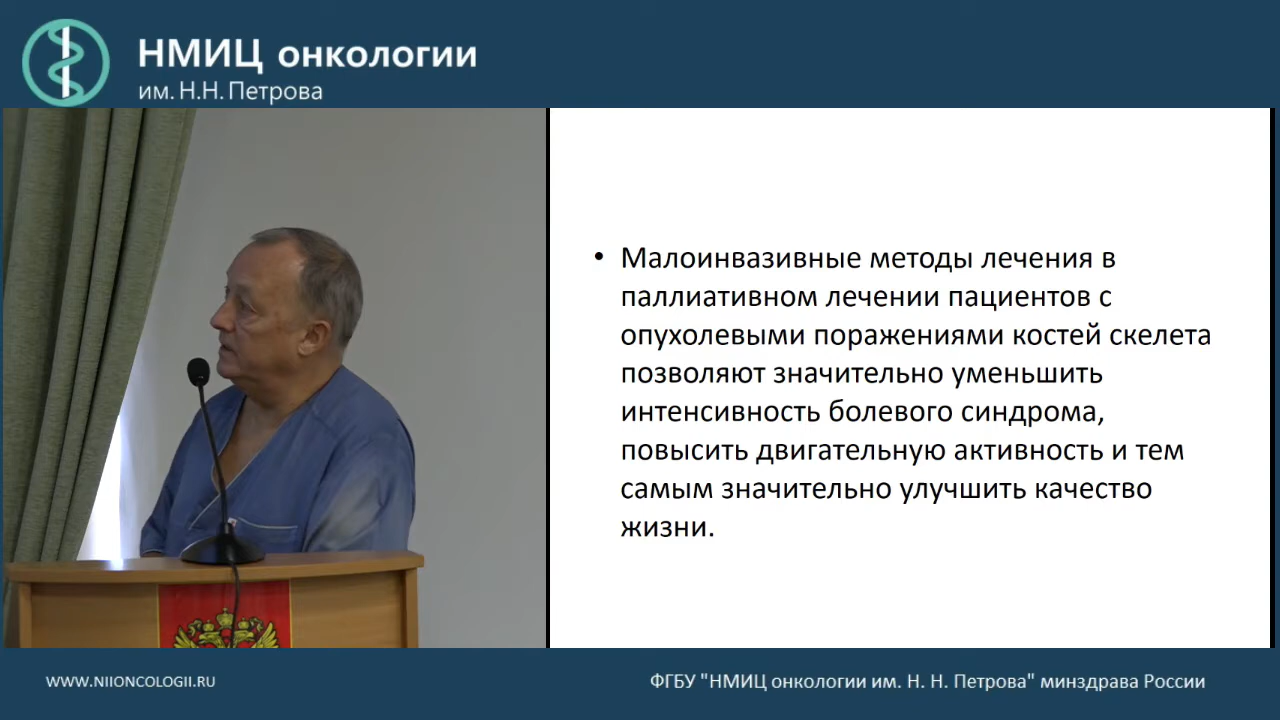 НМИЦ онкологии
им. Н.Н. Петрова
• Малоинвазивные методы лечения в
паллиативном лечении пациентов с
опухолевыми поражениями костей скелета
позволяют значительно уменьшить
интенсивность болевого синдрома,
повысить двигательную активность и тем
самым значительно улучшить качество
жизни.
WWW.NIIONCOLOGII.RU
ФГБУ "НМИЦ онкологии им. Н. Н. Петрова" минздрава России